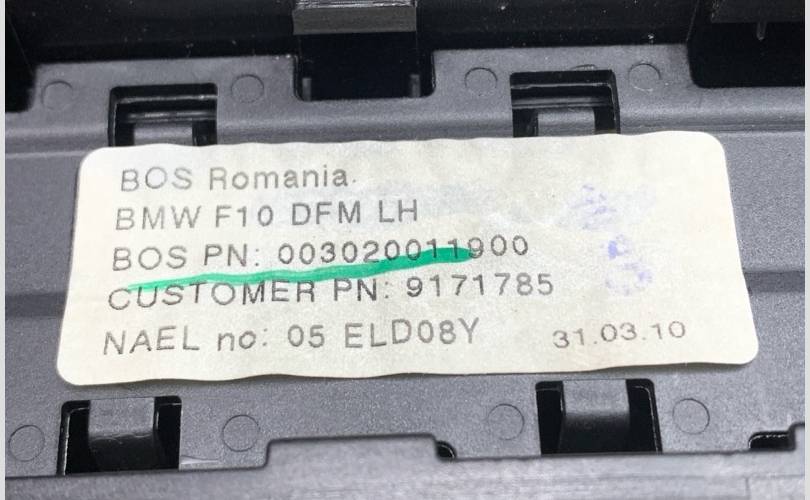 BOS Romania.
BMW F10 DFM LH
BOS PN: 003020011900
CUSTOMER PN: 9171785
NAEL no: 05 ELD08Y 31.03.10